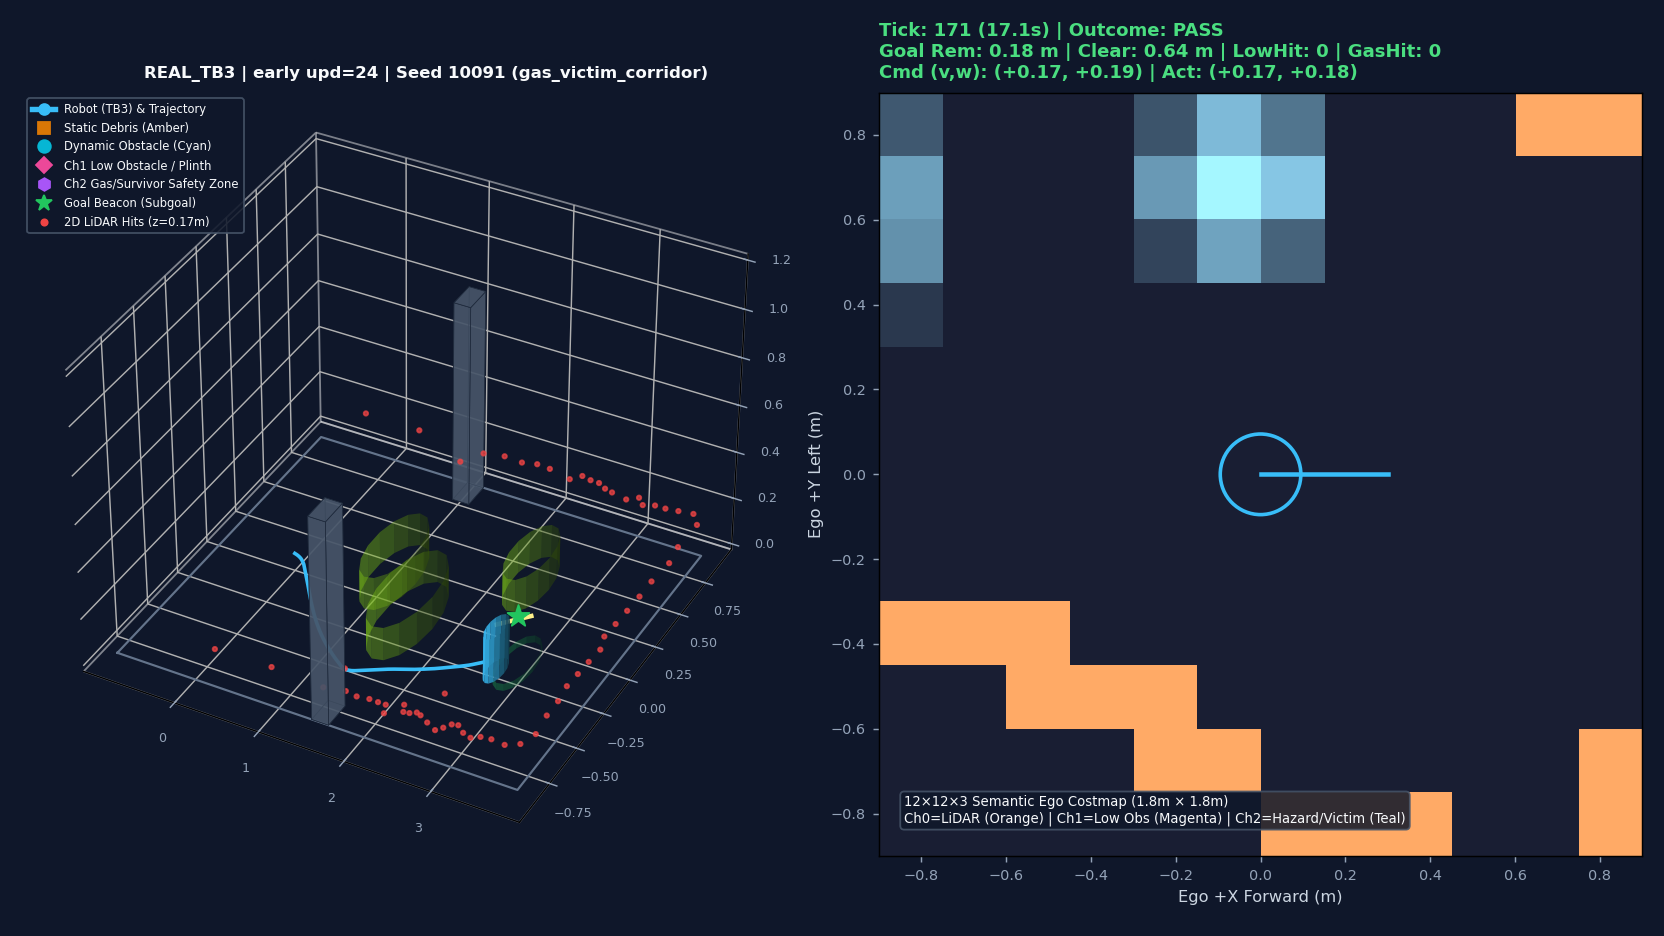 REAL_TB3 | early upd=24 | Seed 10091 (gas_victim_corridor)
Robot (TB3) & Trajectory
Static Debris (Amber)
Dynamic Obstacle (Cyan)
Ch1 Low Obstacle / Plinth
Ch2 Gas/Survivor Safety Zone
Goal Beacon (Subgoal)
2D LiDAR Hits (z=0.17m)
1.2
1.0
0.8
0.6
0.4
0.2
0.0
0.75
0.50
0.25
0.00
−0.25
−0.50
−0.75
0
1
2
3
Tick: 171 (17.1s) | Outcome: PASS
Goal Rem: 0.18 m | Clear: 0.64 m | LowHit: 0 | GasHit: 0
Cmd (v,w): (+0.17, +0.19) | Act: (+0.17, +0.18)
Ego +Y Left (m)
0.8
0.6
0.4
0.2
0.0
−0.2
−0.4
−0.6
−0.8
12×12×3 Semantic Ego Costmap (1.8m × 1.8m)
Ch0=LiDAR (Orange) | Ch1=Low Obs (Magenta) | Ch2=Hazard/Victim (Teal)
−0.8 −0.6 −0.4 −0.2 0.0 0.2 0.4 0.6 0.8
Ego +X Forward (m)